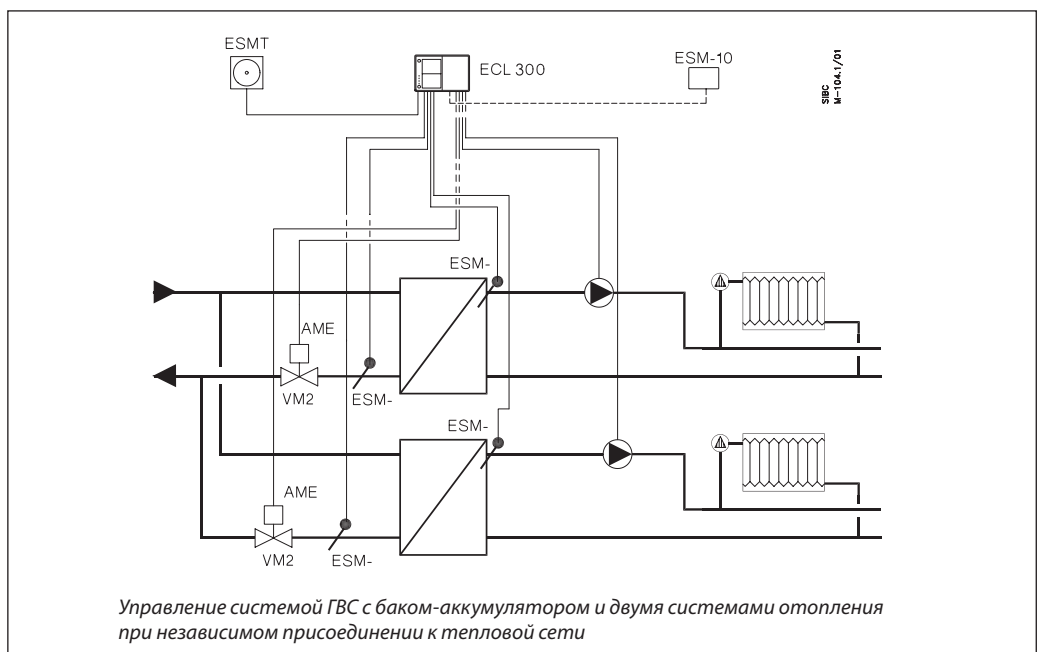 ESMT
ECL 300
ESM-10
SIBC
M-104.1/01
ESM-
AME
VM2
ESM-
ESM-
AME
VM2
ESM-
Управление системой ГВС с баком-аккумулятором и двумя системами отопления
при независимом присоединении к тепловой сети